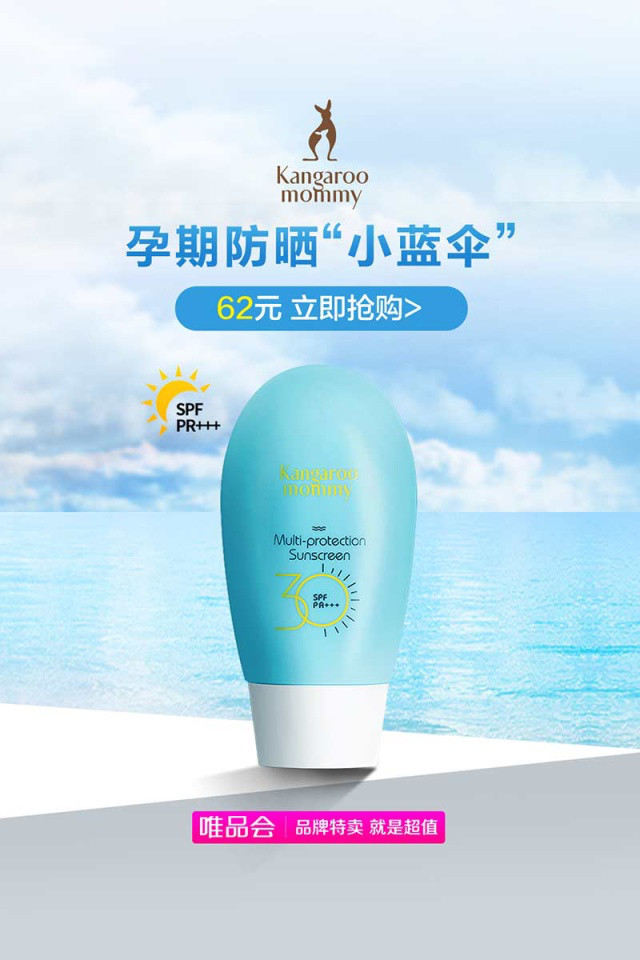 Kangaroo
mommy
孕期防晒“小蓝伞”
62元 立即抢购>
SPF
PR+++
Kangaroo
mommy
Multi-protection
Sunscreen
30
SPF
PA+++
唯品会 品牌特卖 就是超值